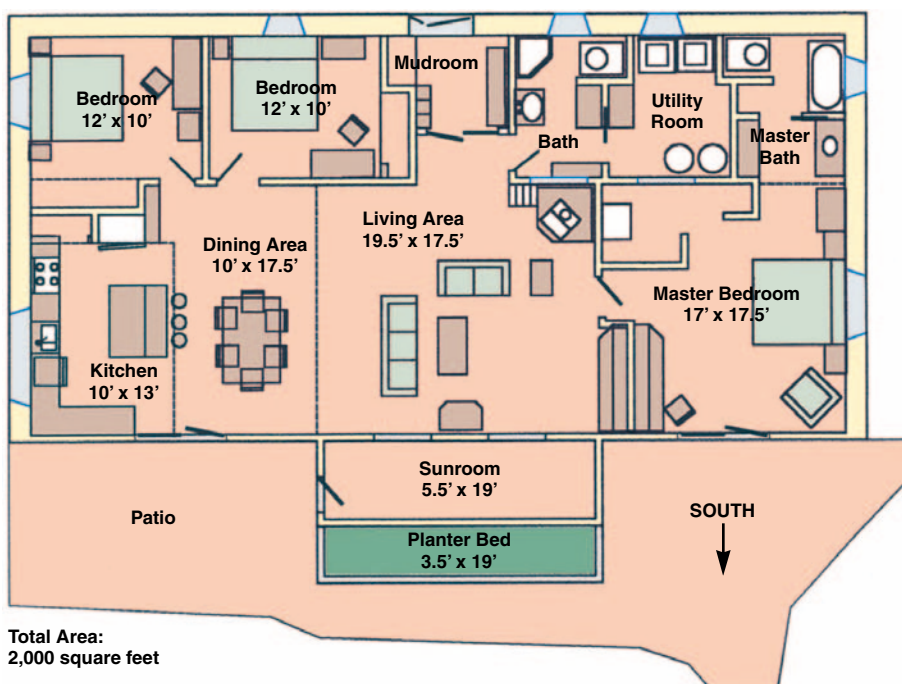 Bedroom
12’ x 10’
Bedroom
12’ x 10’
Mudroom
Bath
Utility
Room
Master
Bath
Dining Area
10’ x 17.5’
Living Area
19.5’ x 17.5’
Master Bedroom
17’ x 17.5’
Kitchen
10’ x 13’
Sunroom
5.5’ x 19’
Patio
SOUTH
Planter Bed
3.5’ x 19’
Total Area:
2,000 square feet